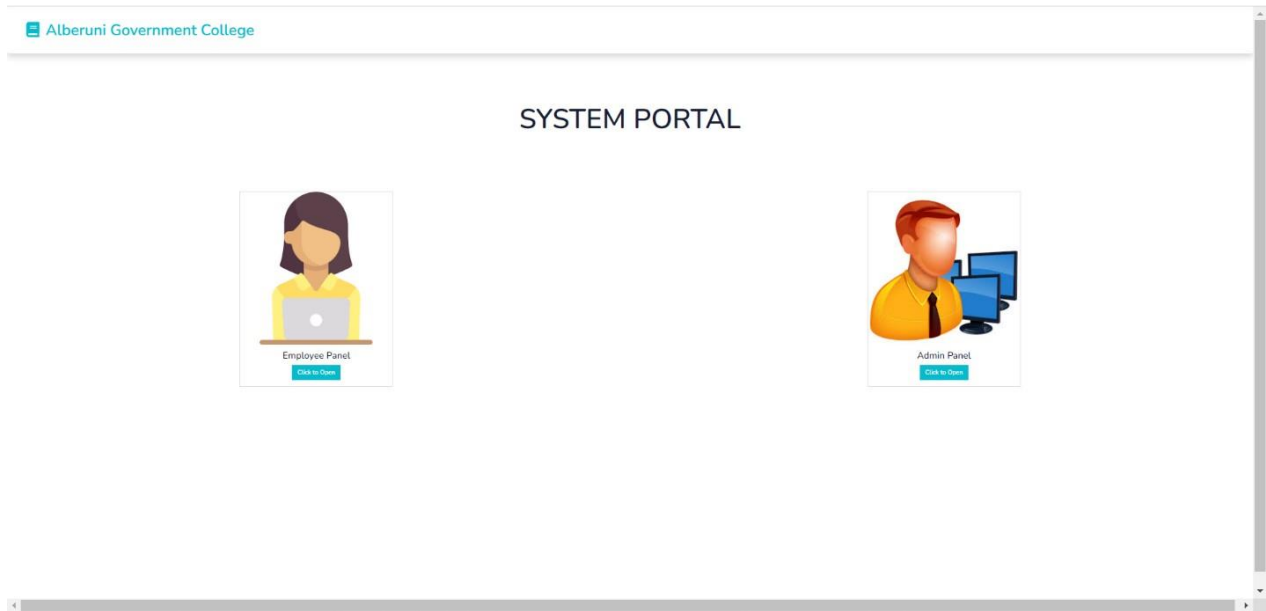 Alberuni Government College
SYSTEM PORTAL
Employee Panel
Click to Open
Admin Panel
Click to Open